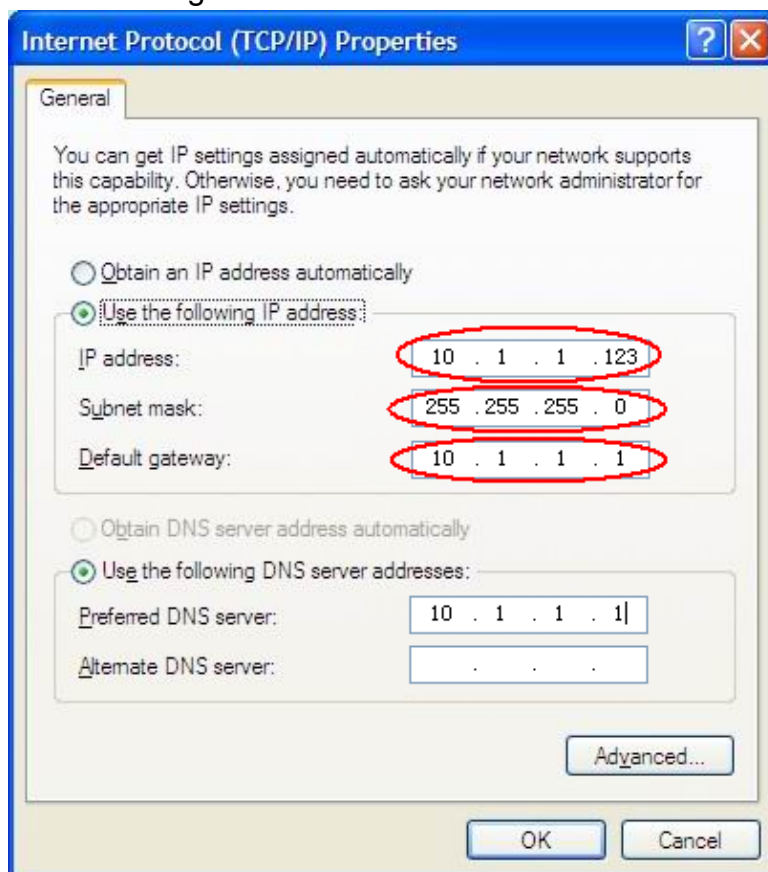 Internet Protocol (TCP/IP) Properties
General
You can get IP settings assigned automatically if your network supports
this capability. Otherwise, you need to ask your network administrator for
the appropriate IP settings.
Obtain an IP address automatically
Use the following IP address:
IP address: 10 . 1 . 1 . 123
Subnet mask: 255 . 255 . 255 . 0
Default gateway: 10 . 1 . 1 . 1
Obtain DNS server address automatically
Use the following DNS server addresses:
Preferred DNS server: 10 . 1 . 1 . 1
Alternate DNS server: . . .
Advanced...
OK Cancel